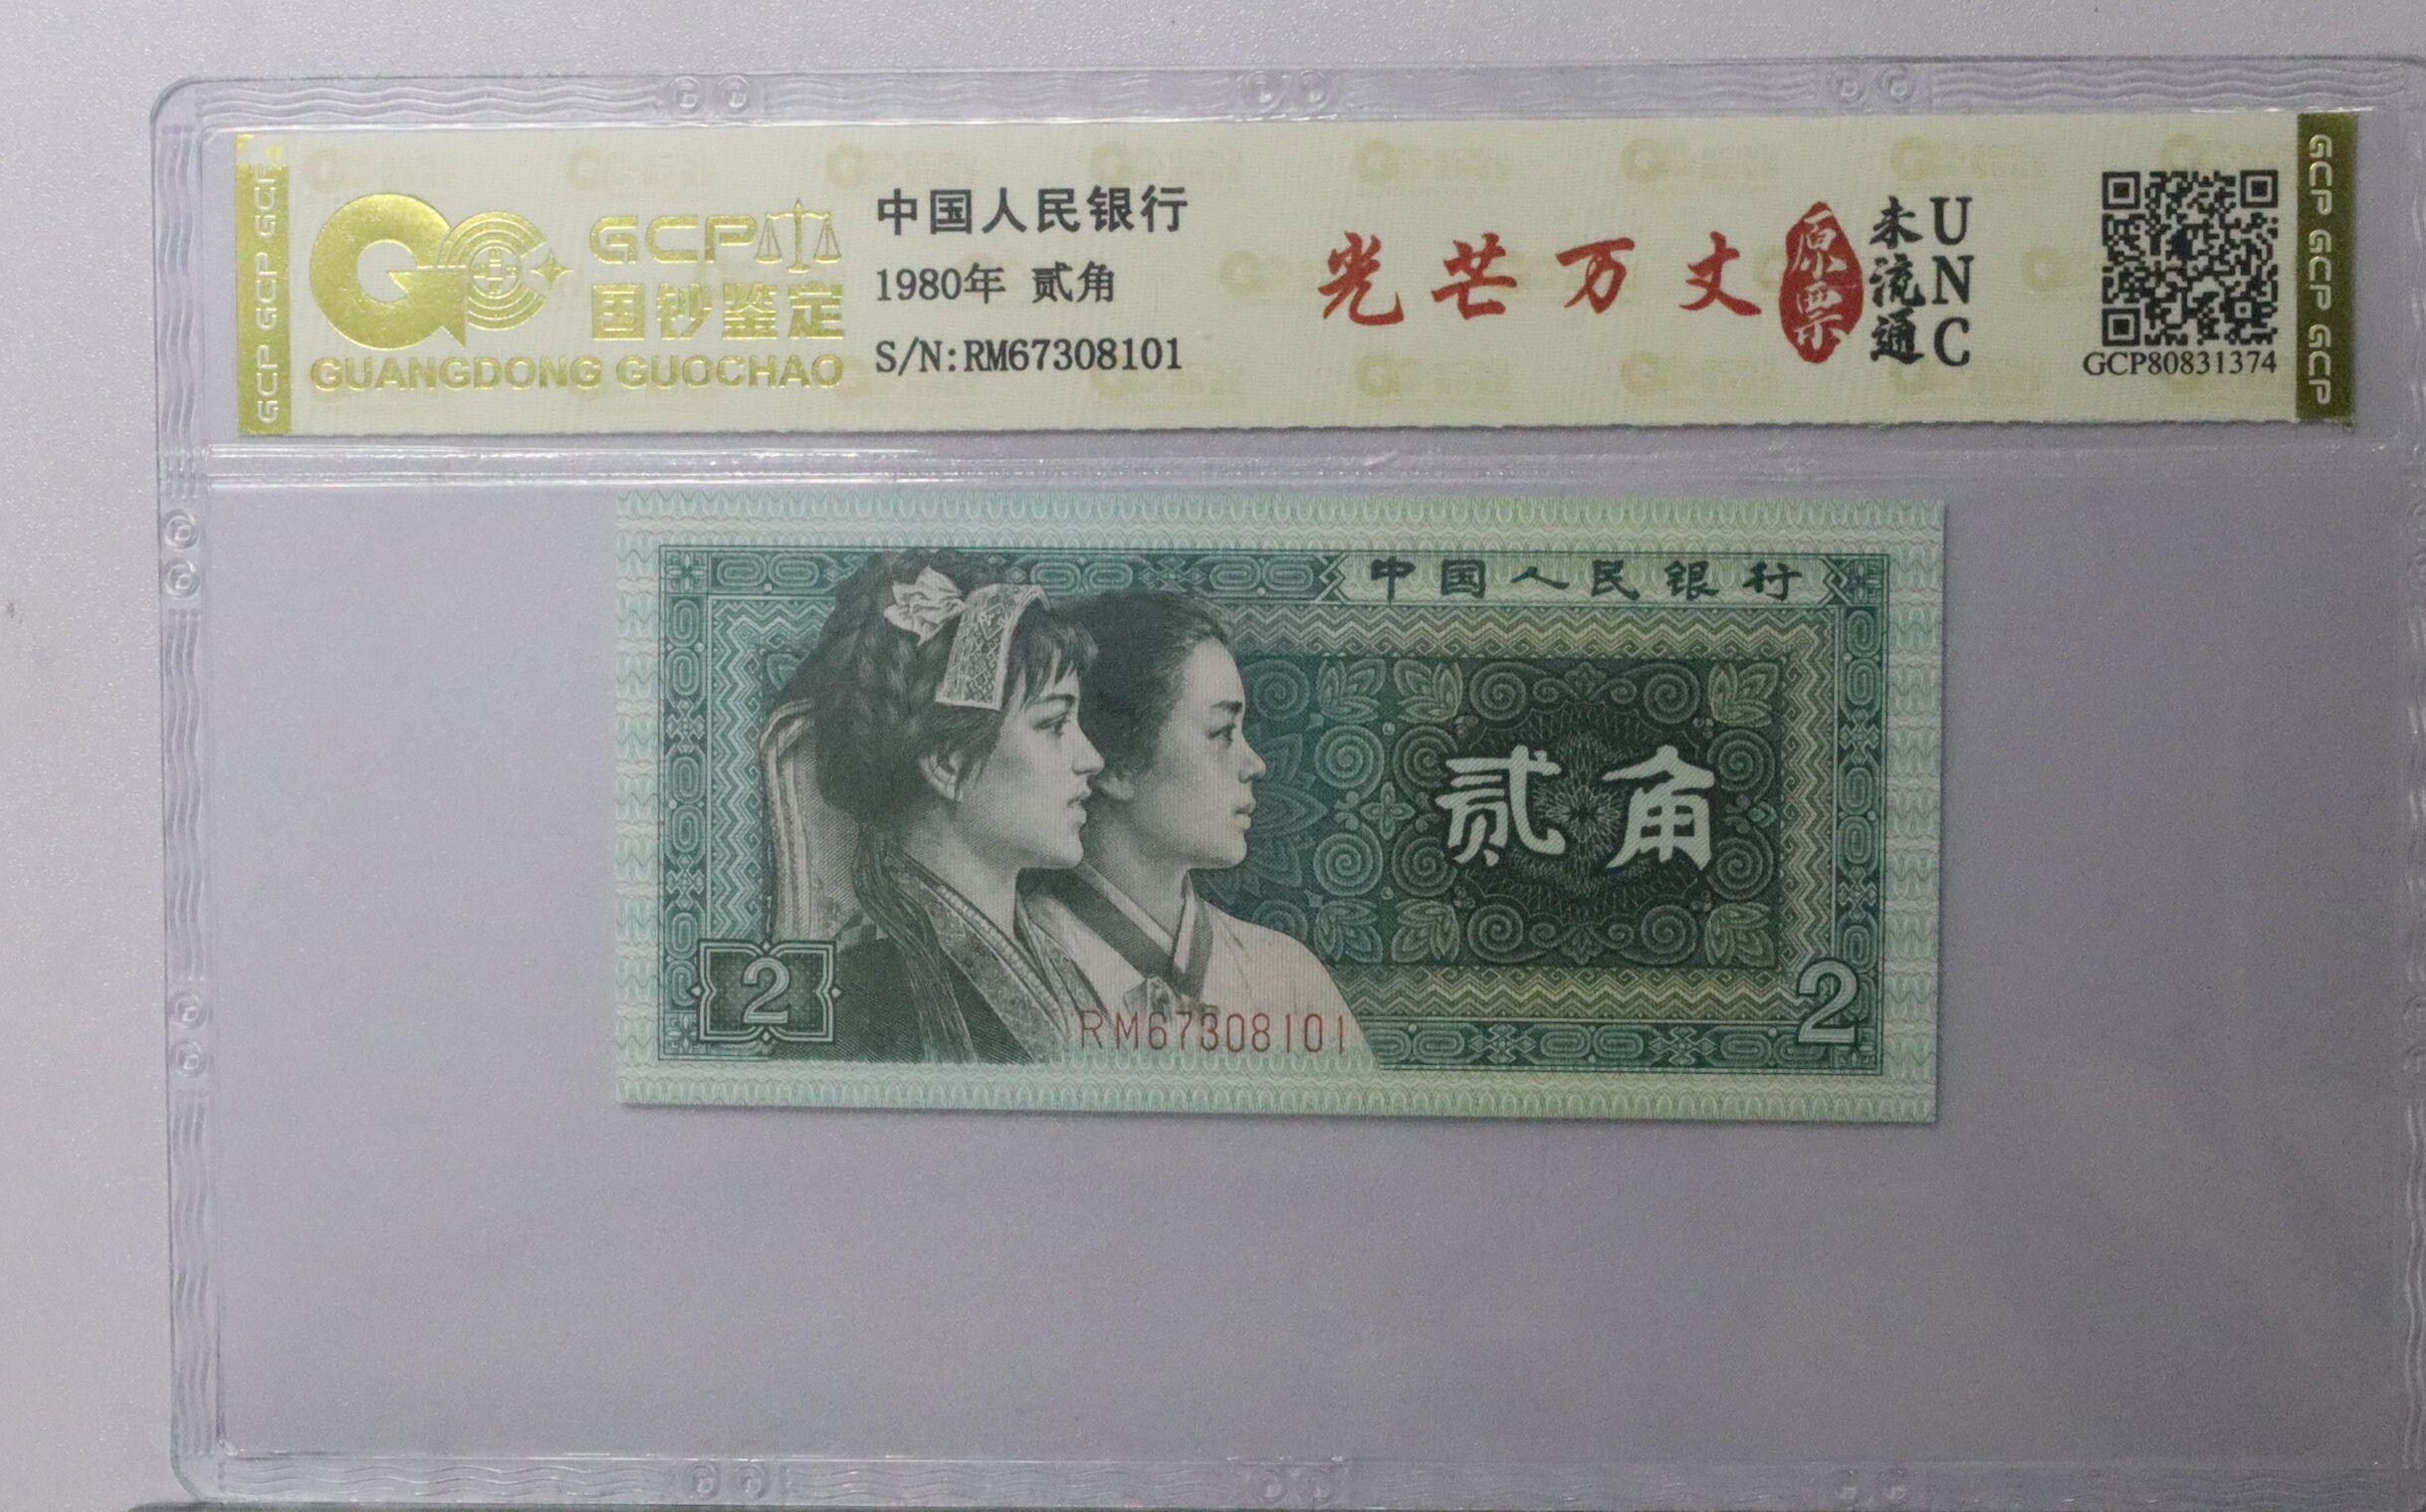 GCP GCP GCP
GCP
国钞鉴定
GUANGDONG GUOCHAO
中国人民银行
1980年 贰角
S/N:RM67308101
光芒万丈
原票
未流通
UNC
GCP80831374
GCP GCP GCP
中国人民银行
贰角
2
RM67308101
2